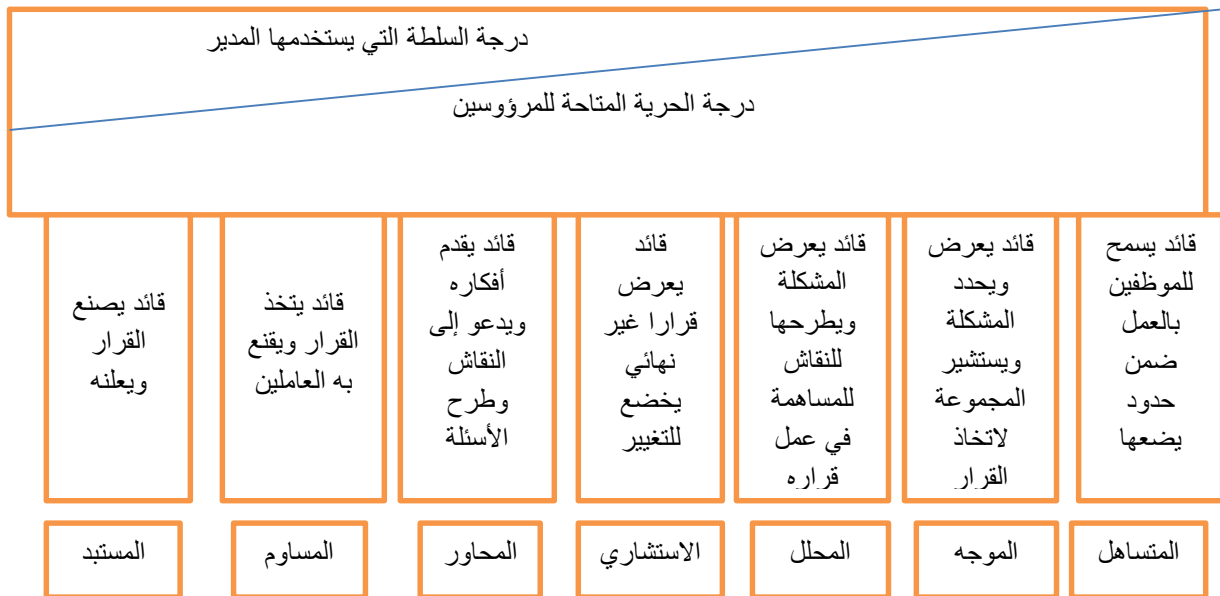 درجة السلطة التي يستخدمها المدير
درجة الحرية المتاحة للمرؤوسين
قائد يسمح
للموظفين
بالعمل
ضمن
حدود
يضعها
قائد يعرض
ويحدد
المشكلة
ويستشير
المجموعة
لاتخاذ
القرار
قائد يعرض
المشكلة
ويطرحها
للنقاش
للمساهمة
في عمل
قراره
قائد
يعرض
قرارا غير
نهائي
يخضع
للتغيير
قائد يقدم
أفكاره
ويدعو إلى
النقاش
وطرح
الأسئلة
قائد يتخذ
القرار ويقنع
به العاملين
قائد يصنع
القرار
ويعلنه
المتساهل
الموجه
المحلل
الاستشاري
المحاور
المساوم
المستبد